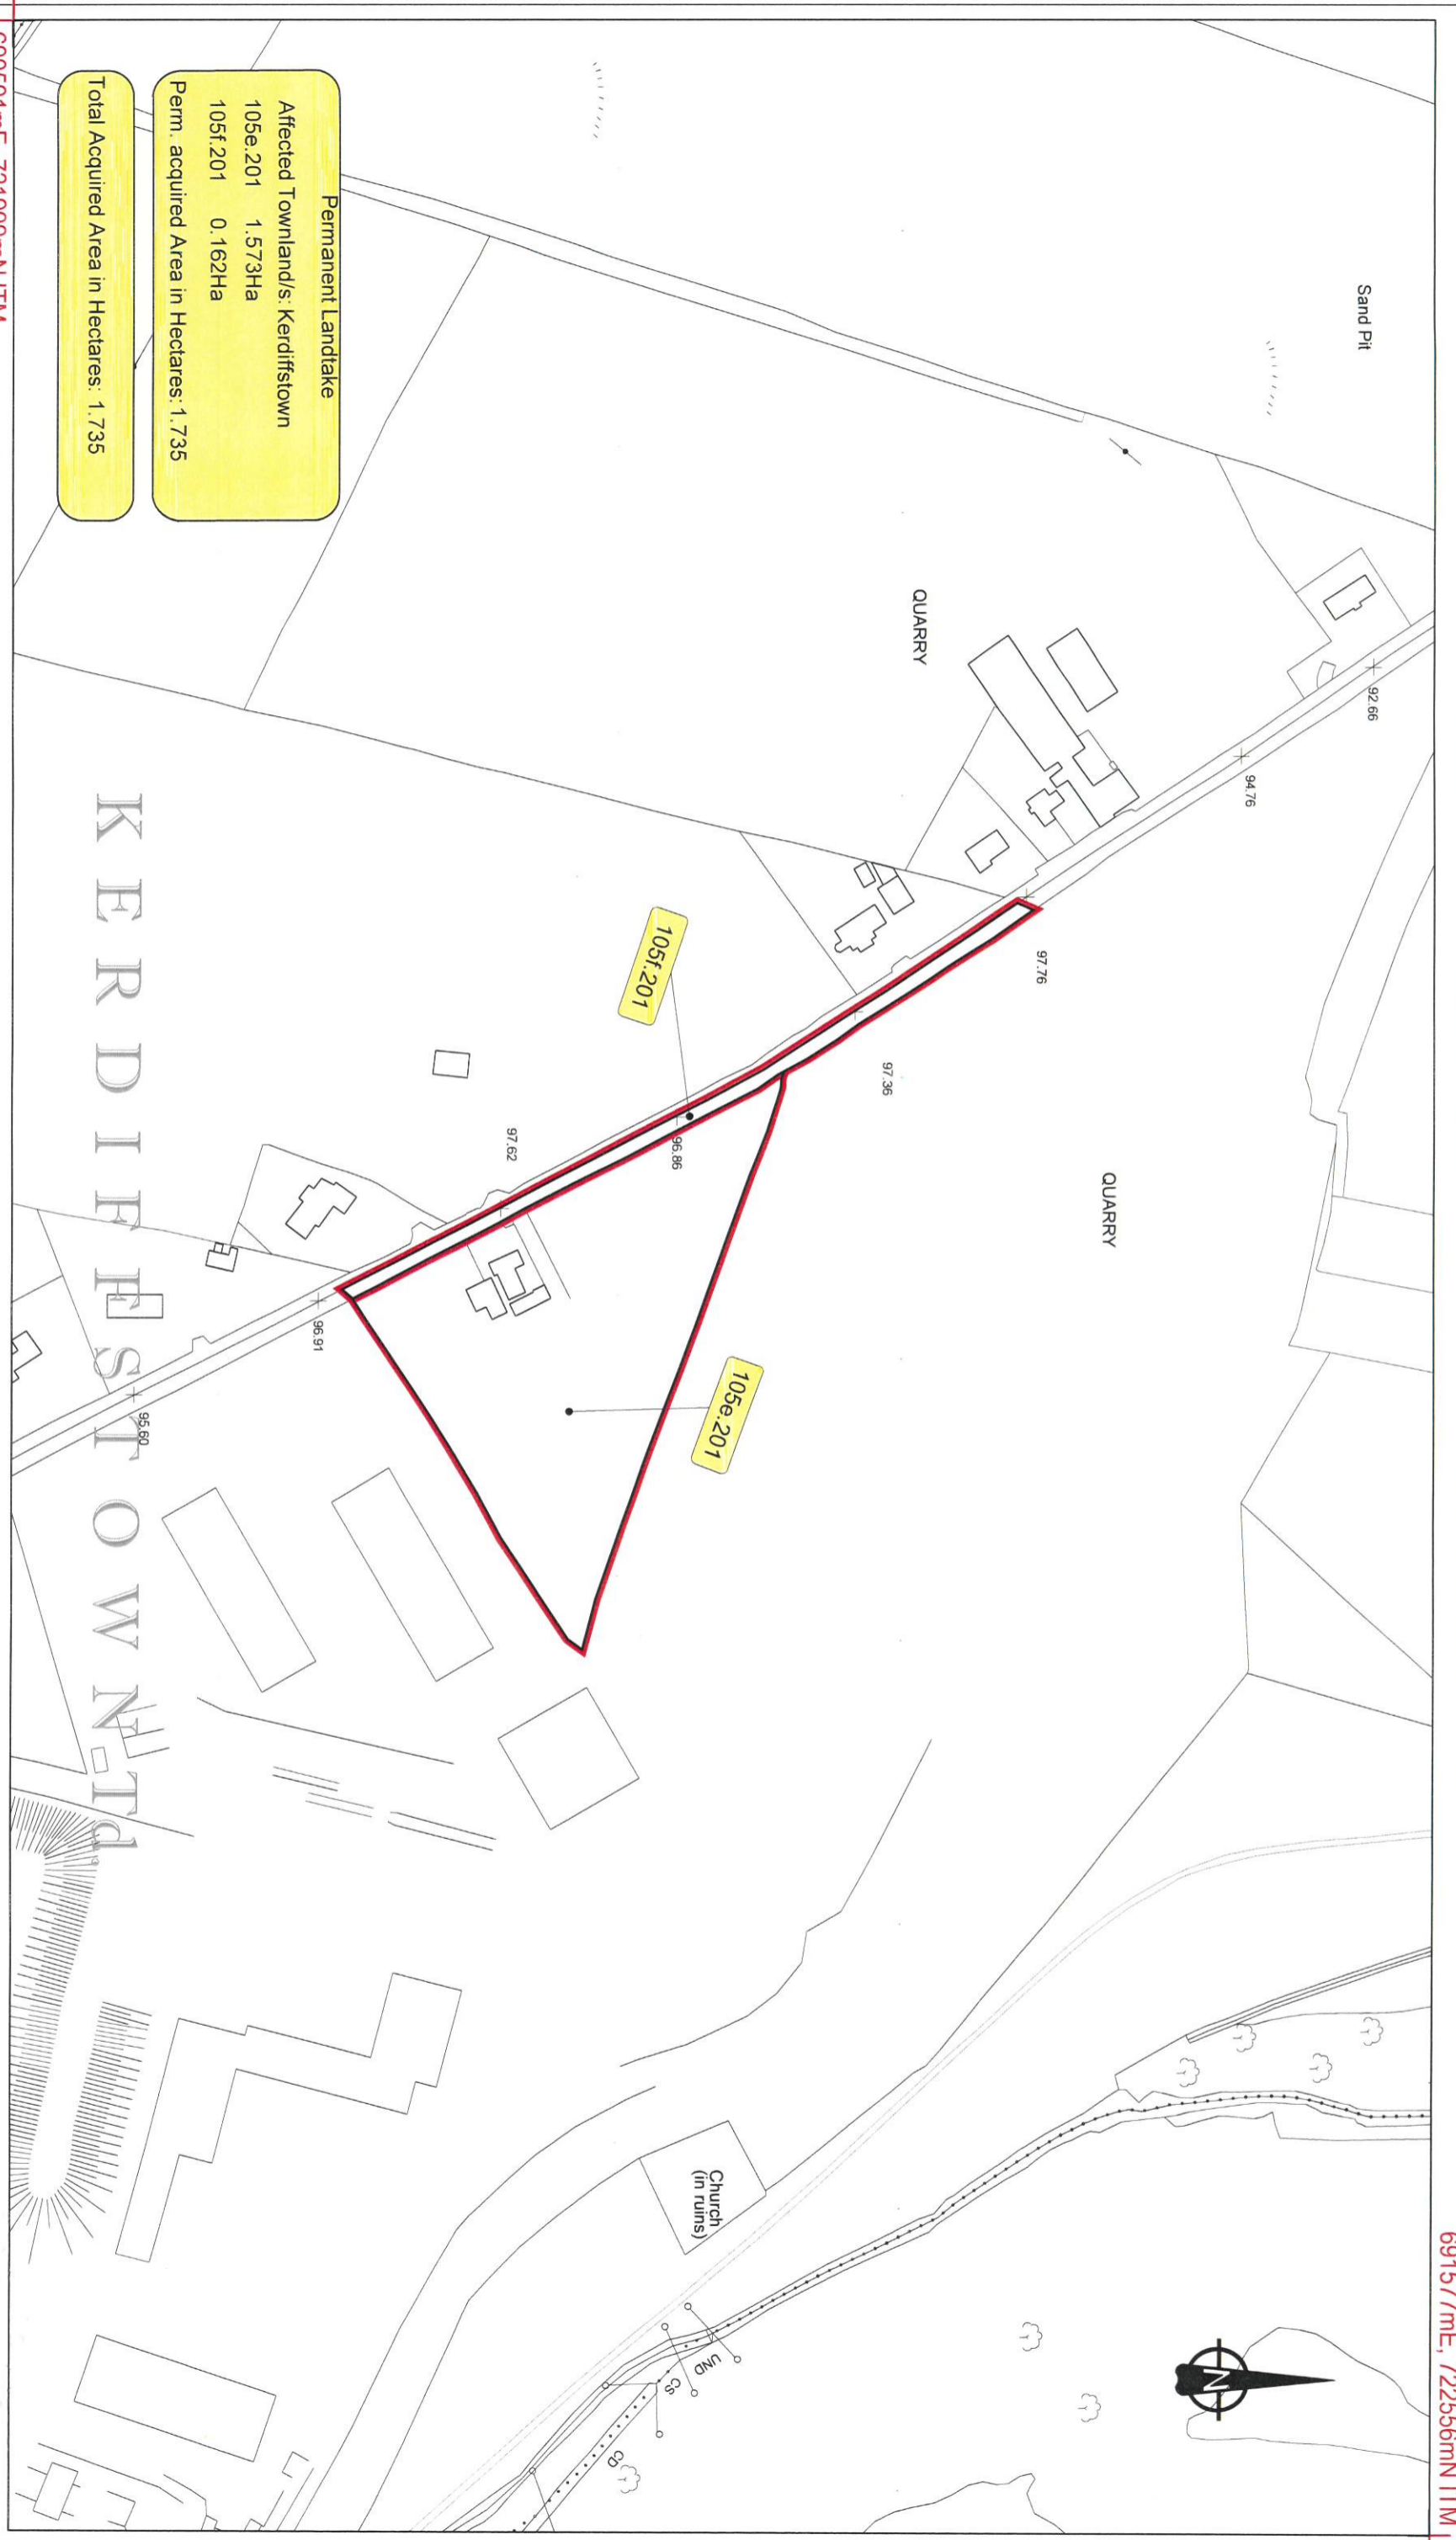 691577mE, 722556mN ITM
Sand Pit
92.66
94.76
QUARRY
97.76
97.36
QUARRY
105f.201
96.86
97.62
105e.201
96.91
95.60
Church
(in ruins)
UND
CS
CD
N
KERDIFFSTOWN Td.
Permanent Landtake
Affected Townland/s: Kerdiffstown
105e.201 1.573Ha
105f.201 0.162Ha
Perm. acquired Area in Hectares: 1.735
Total Acquired Area in Hectares: 1.735